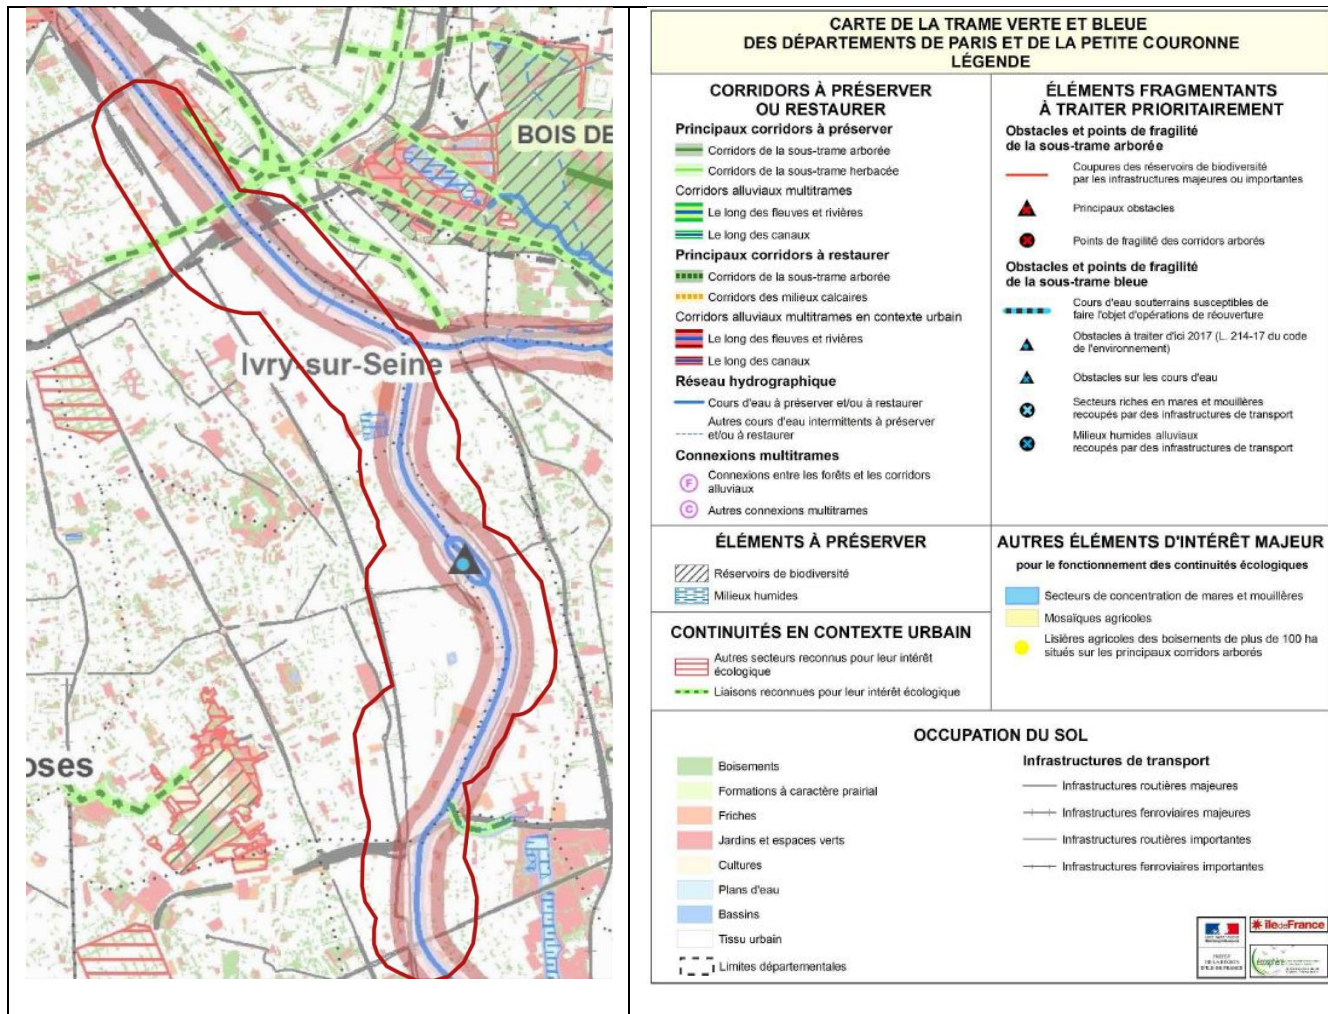 BOIS DE
Ivry-sur-Seine
oses
CARTE DE LA TRAME VERTE ET BLEUE
DES DÉPARTEMENTS DE PARIS ET DE LA PETITE COURONNE
LÉGENDE
CORRIDORS À PRÉSERVER
OU RESTAURER
Principaux corridors à préserver
Corridors de la sous-trame arborée
Corridors de la sous-trame herbacée
Corridors alluviaux multitrames
Le long des fleuves et rivières
Le long des canaux
Principaux corridors à restaurer
Corridors de la sous-trame arborée
Corridors des milieux calcaires
Corridors alluviaux multitrames en contexte urbain
Le long des fleuves et rivières
Le long des canaux
Réseau hydrographique
Cours d'eau à préserver et/ou à restaurer
Autres cours d'eau intermittents à préserver
et/ou à restaurer
Connexions multitrames
F
Connexions entre les forêts et les corridors
alluviaux
C
Autres connexions multitrames
ÉLÉMENTS FRAGMENTANTS
À TRAITER PRIORITAIREMENT
Obstacles et points de fragilité
de la sous-trame arborée
Coupures des réservoirs de biodiversité
par les infrastructures majeures ou importantes
Principaux obstacles
Points de fragilité des corridors arborés
Obstacles et points de fragilité
de la sous-trame bleue
Cours d'eau souterrains susceptibles de
faire l'objet d'opérations de réouverture
Obstacles à traiter d'ici 2017 (L. 214-17 du code
de l'environnement)
Obstacles sur les cours d'eau
Secteurs riches en mares et mouillères
recoupés par des infrastructures de transport
Milieux humides alluviaux
recoupés par des infrastructures de transport
ÉLÉMENTS À PRÉSERVER
Réservoirs de biodiversité
Milieux humides
CONTINUITÉS EN CONTEXTE URBAIN
Autres secteurs reconnus pour leur intérêt
écologique
Liaisons reconnues pour leur intérêt écologique
AUTRES ÉLÉMENTS D'INTÉRÊT MAJEUR
pour le fonctionnement des continuités écologiques
Secteurs de concentration de mares et mouillères
Mosaïques agricoles
Lisières agricoles des boisements de plus de 100 ha
situés sur les principaux corridors arborés
OCCUPATION DU SOL
Boisements
Formations à caractère prairial
Friches
Jardins et espaces verts
Cultures
Plans d'eau
Bassins
Tissu urbain
Limites départementales
Infrastructures de transport
Infrastructures routières majeures
Infrastructures ferroviaires majeures
Infrastructures routières importantes
Infrastructures ferroviaires importantes
PRÉFET
DE LA RÉGION
D'ILE DE FRANCE
îledeFrance
écosphère